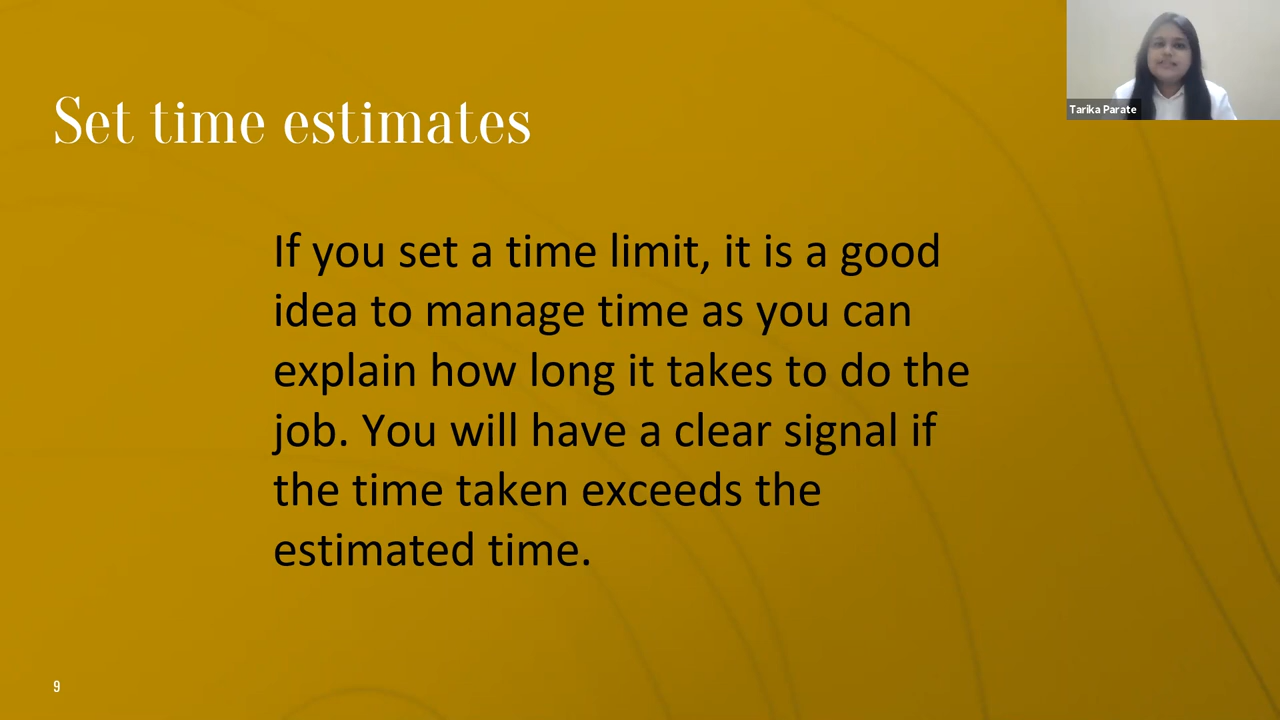 Set time estimates
Tarika Parate
If you set a time limit, it is a good
idea to manage time as you can
explain how long it takes to do the
job. You will have a clear signal if
the time taken exceeds the
estimated time.
9